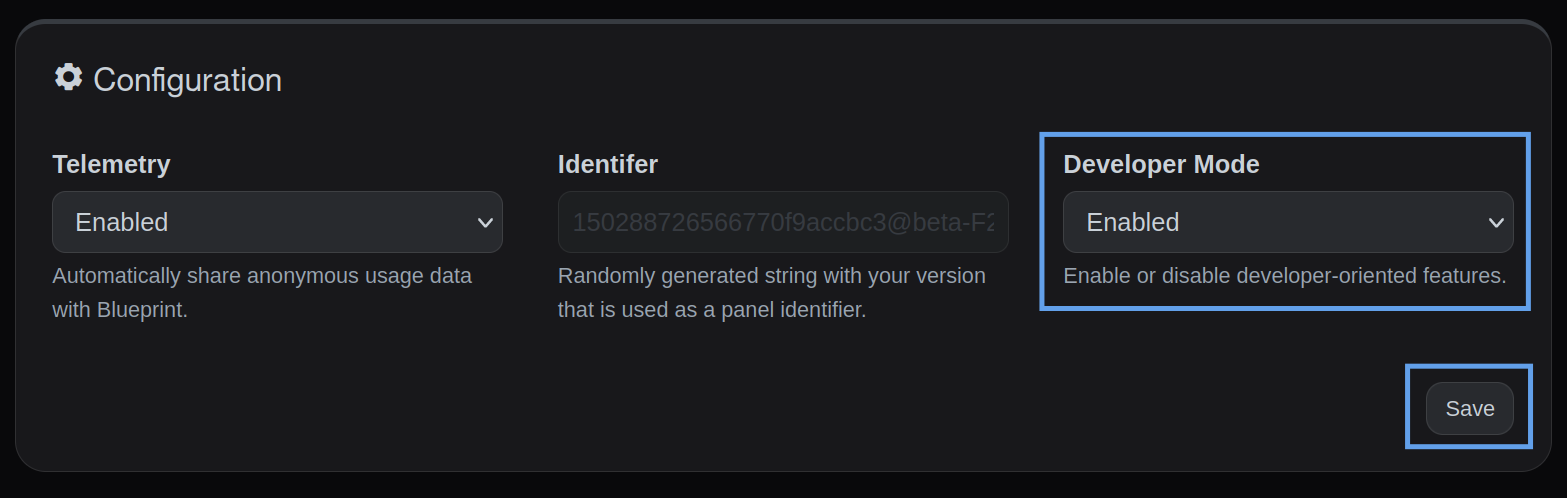 Configuration
Telemetry
Enabled
Automatically share anonymous usage data
with Blueprint.
Identifer
150288726566770f9accbc3@beta-F2
Randomly generated string with your version
that is used as a panel identifier.
Developer Mode
Enabled
Enable or disable developer-oriented features.
Save